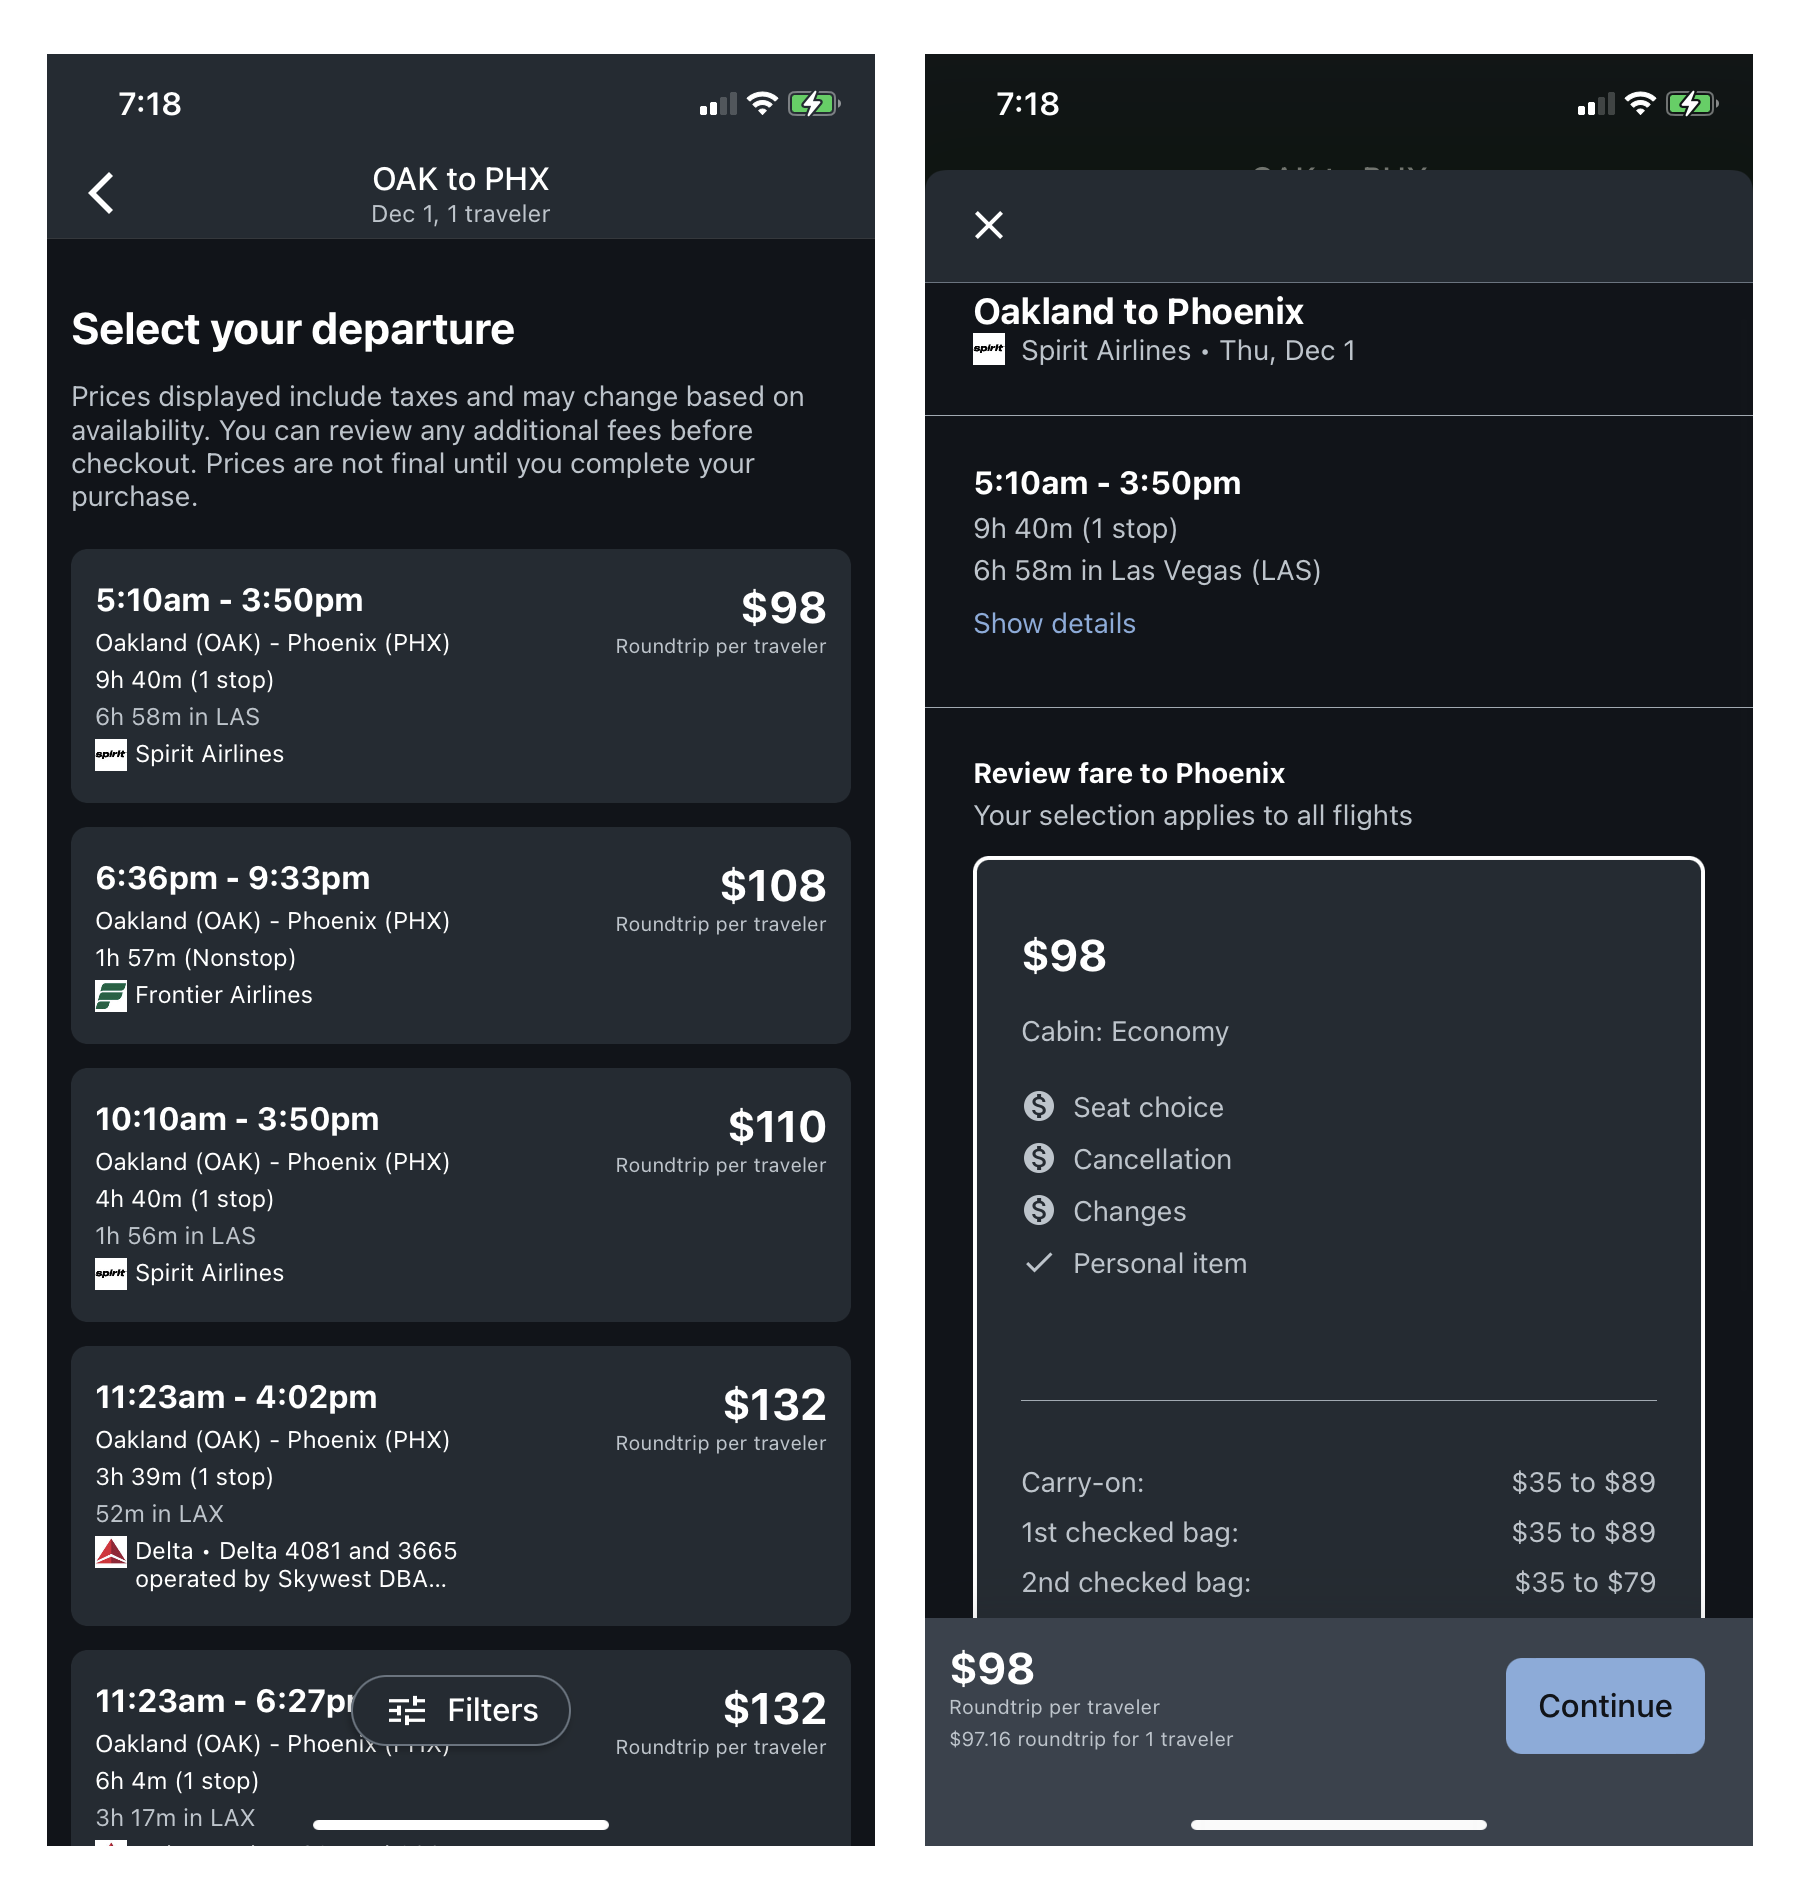 7:18
OAK to PHX
Dec 1, 1 traveler
Select your departure
Prices displayed include taxes and may change based on
availability. You can review any additional fees before
checkout. Prices are not final until you complete your
purchase.
5:10am - 3:50pm
$98
Oakland (OAK) - Phoenix (PHX)
Roundtrip per traveler
9h 40m (1 stop)
6h 58m in LAS
spirit
Spirit Airlines
6:36pm - 9:33pm
$108
Oakland (OAK) - Phoenix (PHX)
Roundtrip per traveler
1h 57m (Nonstop)
Frontier Airlines
10:10am - 3:50pm
$110
Oakland (OAK) - Phoenix (PHX)
Roundtrip per traveler
4h 40m (1 stop)
1h 56m in LAS
spirit
Spirit Airlines
11:23am - 4:02pm
$132
Oakland (OAK) - Phoenix (PHX)
Roundtrip per traveler
3h 39m (1 stop)
52m in LAX
Delta • Delta 4081 and 3665
operated by Skywest DBA...
11:23am - 6:27p
$132
Filters
Oakland (OAK) - Phoenix
Roundtrip per traveler
6h 4m (1 stop)
3h 17m in LAX
7:18
Oakland to Phoenix
spirit
Spirit Airlines • Thu, Dec 1
5:10am - 3:50pm
9h 40m (1 stop)
6h 58m in Las Vegas (LAS)
Show details
Review fare to Phoenix
Your selection applies to all flights
$98
Cabin: Economy
Seat choice
Cancellation
Changes
Personal item
Carry-on: $35 to $89
1st checked bag: $35 to $89
2nd checked bag: $35 to $79
$98
Roundtrip per traveler
$97.16 roundtrip for 1 traveler
Continue